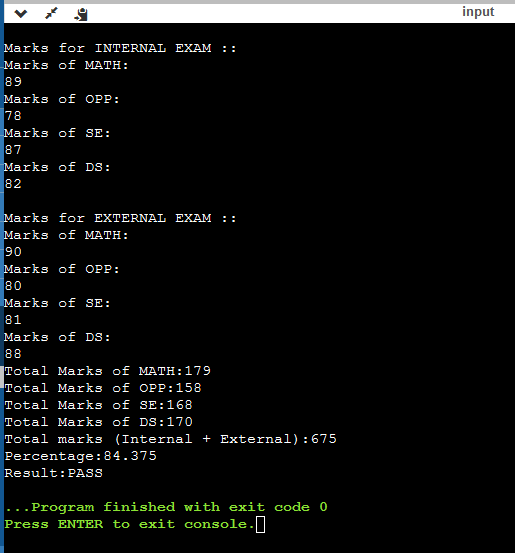 input
Marks for INTERNAL EXAM ::
Marks of MATH:
89
Marks of OPP:
78
Marks of SE:
87
Marks of DS:
82
Marks for EXTERNAL EXAM ::
Marks of MATH:
90
Marks of OPP:
80
Marks of SE:
81
Marks of DS:
88
Total Marks of MATH:179
Total Marks of OPP:158
Total Marks of SE:168
Total Marks of DS:170
Total marks (Internal + External):675
Percentage:84.375
Result:PASS
...Program finished with exit code 0
Press ENTER to exit console.